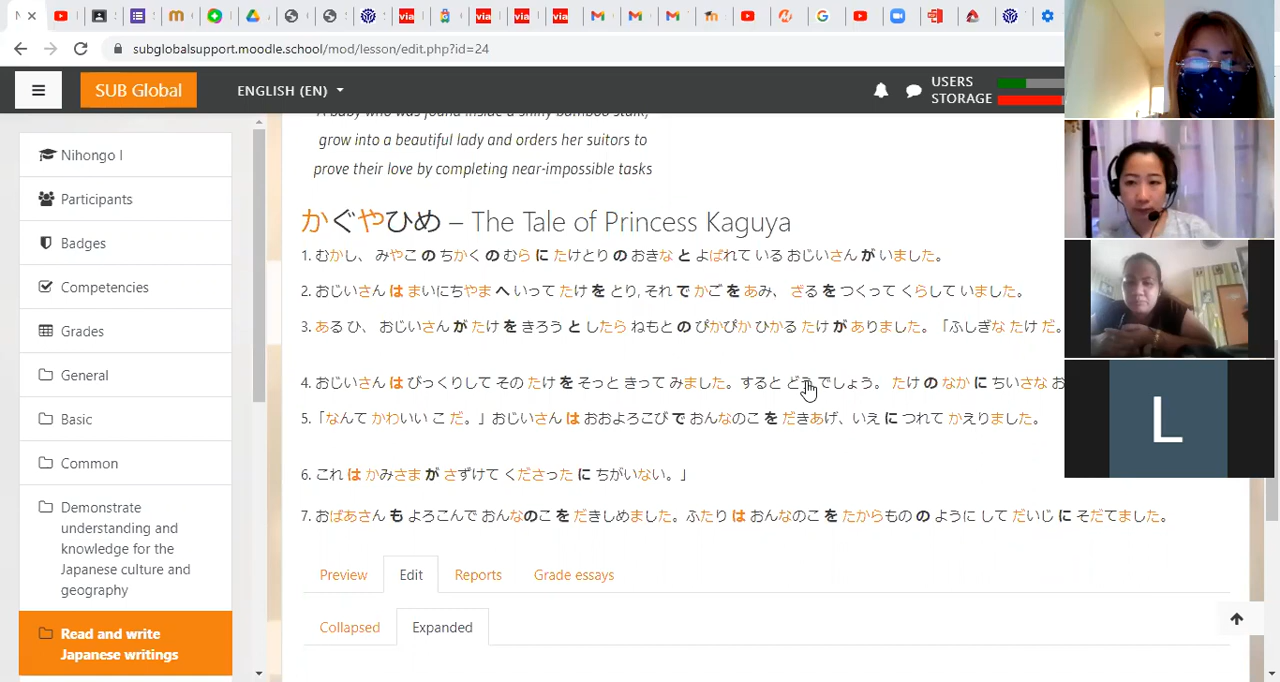 subglobalsupport.moodle.school/mod/lesson/edit.php?id=24
SUB Global
ENGLISH (EN)
USERS
STORAGE
Nihongo I
Participants
Badges
Competencies
Grades
General
Basic
Common
Demonstrate
understanding and
knowledge for the
Japanese culture and
geography
Read and write
Japanese writings
A baby who was found inside a shiny bamboo stalk,
grow into a beautiful lady and orders her suitors to
prove their love by completing near-impossible tasks
かぐやひめ – The Tale of Princess Kaguya
1. むかし、 みやこ の ちかく の むら に たけとり の おきな と よばれて いる おじいさん が いました。
2. おじいさん は まいにちやま へ いって たけ を とり, それ で かご を あみ、 ざる を つくって くらして いました。
3. ある ひ、 おじいさん が たけ を きろう と したら ねもと の ぴかぴか ひかる たけ が ありました。「ふしぎな たけ だ。
4. おじいさん は びっくりして その たけ を そっと きって みました。すると どう でしょう。 たけ の なか に ちいさな お
5.「なんて かわいい こ だ。」おじいさん は おおよろこび で おんなのこ を だきあげ、いえ に つれて かえりました。
6. これ は かみさま が さずけて くださった に ちがいない。」
7. おばあさん も よろこんで おんなのこ を だきしめました。ふたり は おんなのこ を たからもの の ように して だいじ に そだてました。
Preview
Edit
Reports
Grade essays
Collapsed
Expanded
L